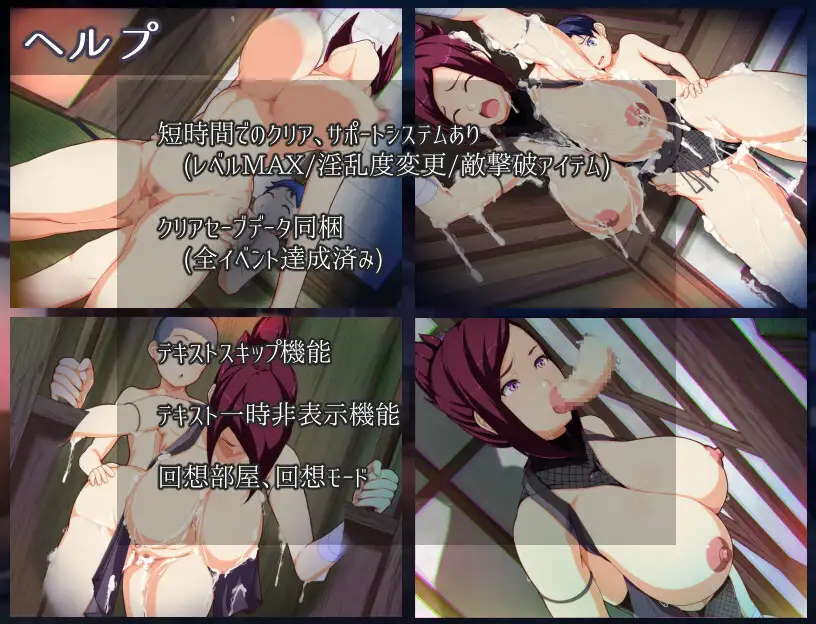 ヘルプ
短時間でのクリア、サポートシステムあり
(レベルMAX/淫乱度変更/敵撃破アイテム)
クリアセーブデータ同梱
(全イベント達成済み)
テキストスキップ機能
テキスト一時非表示機能
回想部屋、回想モード